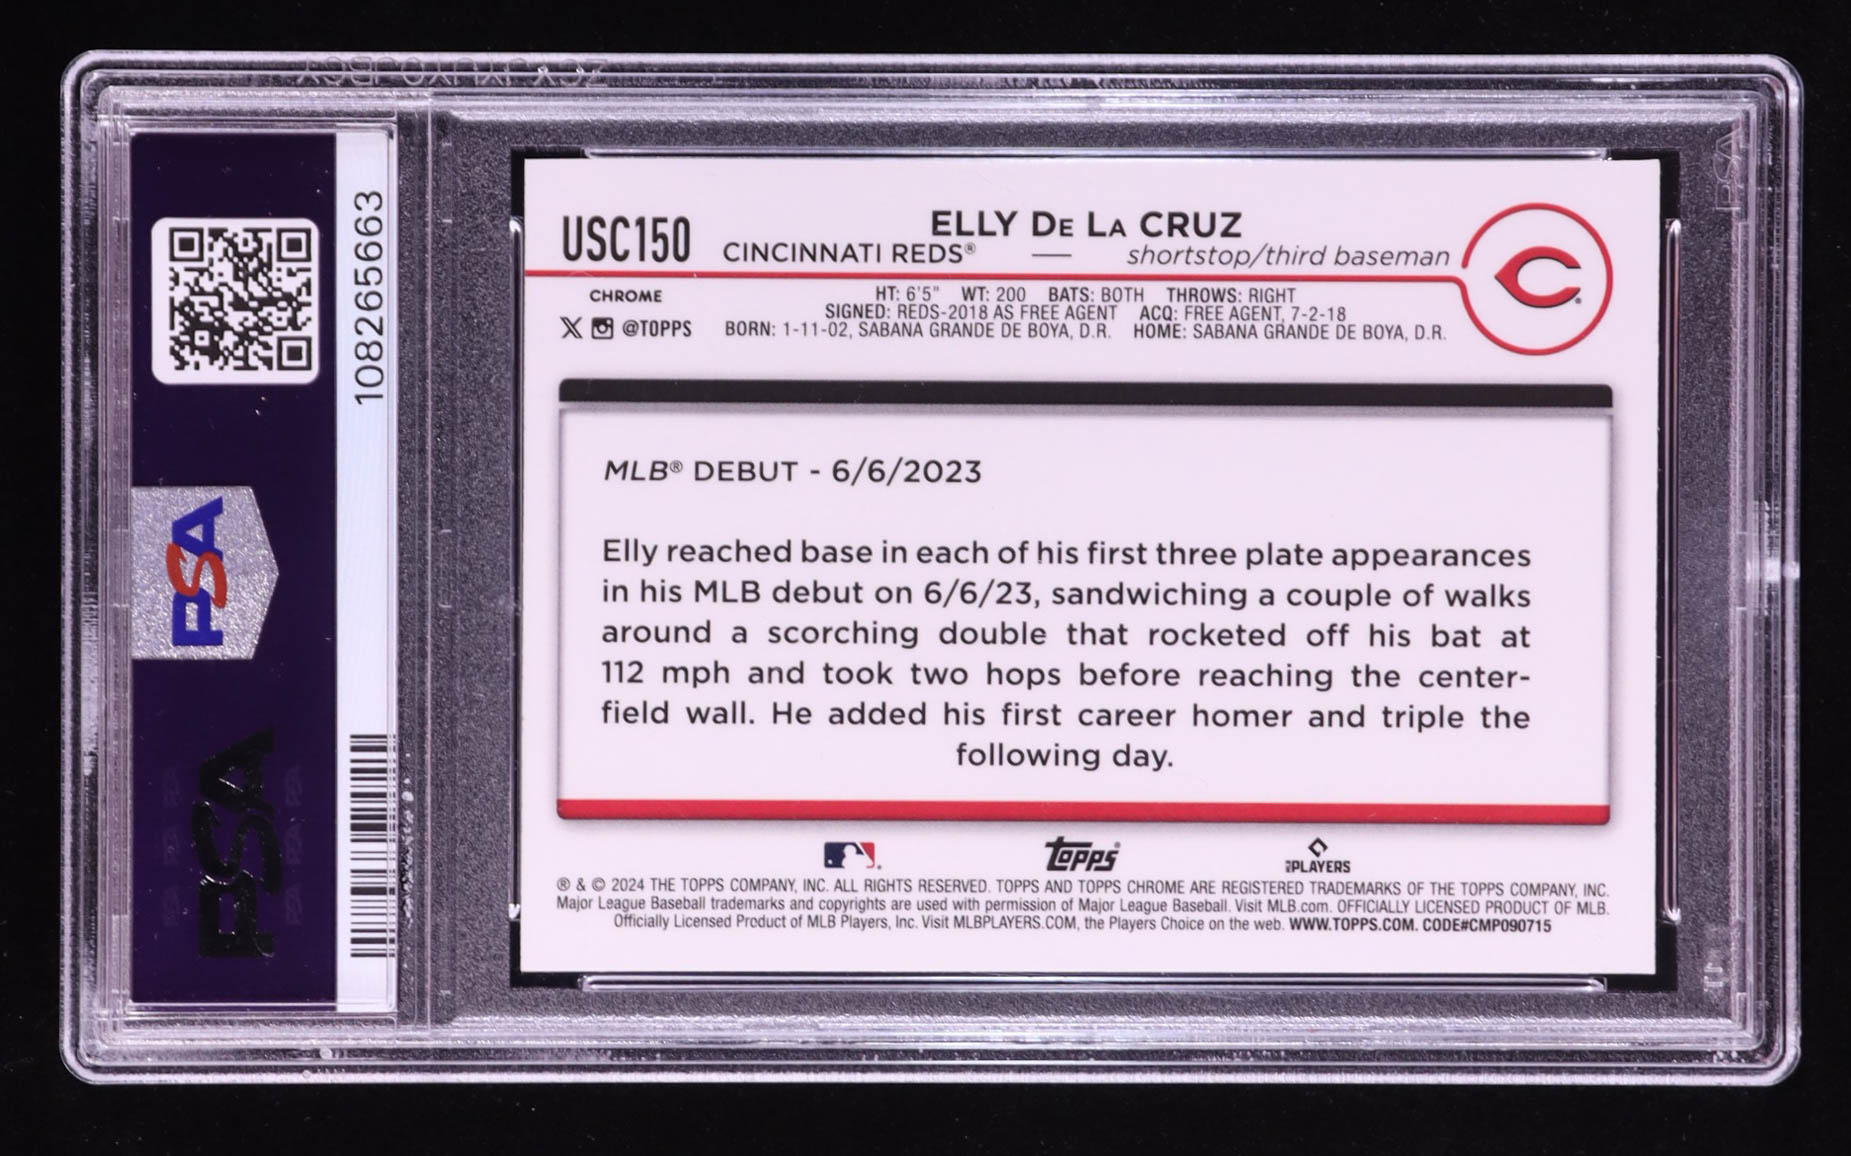 108265663
PSA
PSA
USC150
ELLY DE LA CRUZ
CINCINNATI REDS® — shortstop/third baseman
C
CHROME
@TOPPS
HT: 6'5" WT: 200 BATS: BOTH THROWS: RIGHT
SIGNED: REDS-2018 AS FREE AGENT ACQ: FREE AGENT, 7-2-18
BORN: 1-11-02, SABANA GRANDE DE BOYA, D.R. HOME: SABANA GRANDE DE BOYA, D.R.
MLB® DEBUT - 6/6/2023
Elly reached base in each of his first three plate appearances
in his MLB debut on 6/6/23, sandwiching a couple of walks
around a scorching double that rocketed off his bat at
112 mph and took two hops before reaching the center-
field wall. He added his first career homer and triple the
following day.
Topps
PLAYERS
® & © 2024 THE TOPPS COMPANY, INC. ALL RIGHTS RESERVED. TOPPS AND TOPPS CHROME ARE REGISTERED TRADEMARKS OF THE TOPPS COMPANY, INC.
Major League Baseball trademarks and copyrights are used with permission of Major League Baseball. Visit MLB.com. OFFICIALLY LICENSED PRODUCT OF MLB.
Officially Licensed Product of MLB Players, Inc. Visit MLBPLAYERS.COM, the Players Choice on the web. WWW.TOPPS.COM. CODE#CMP090715